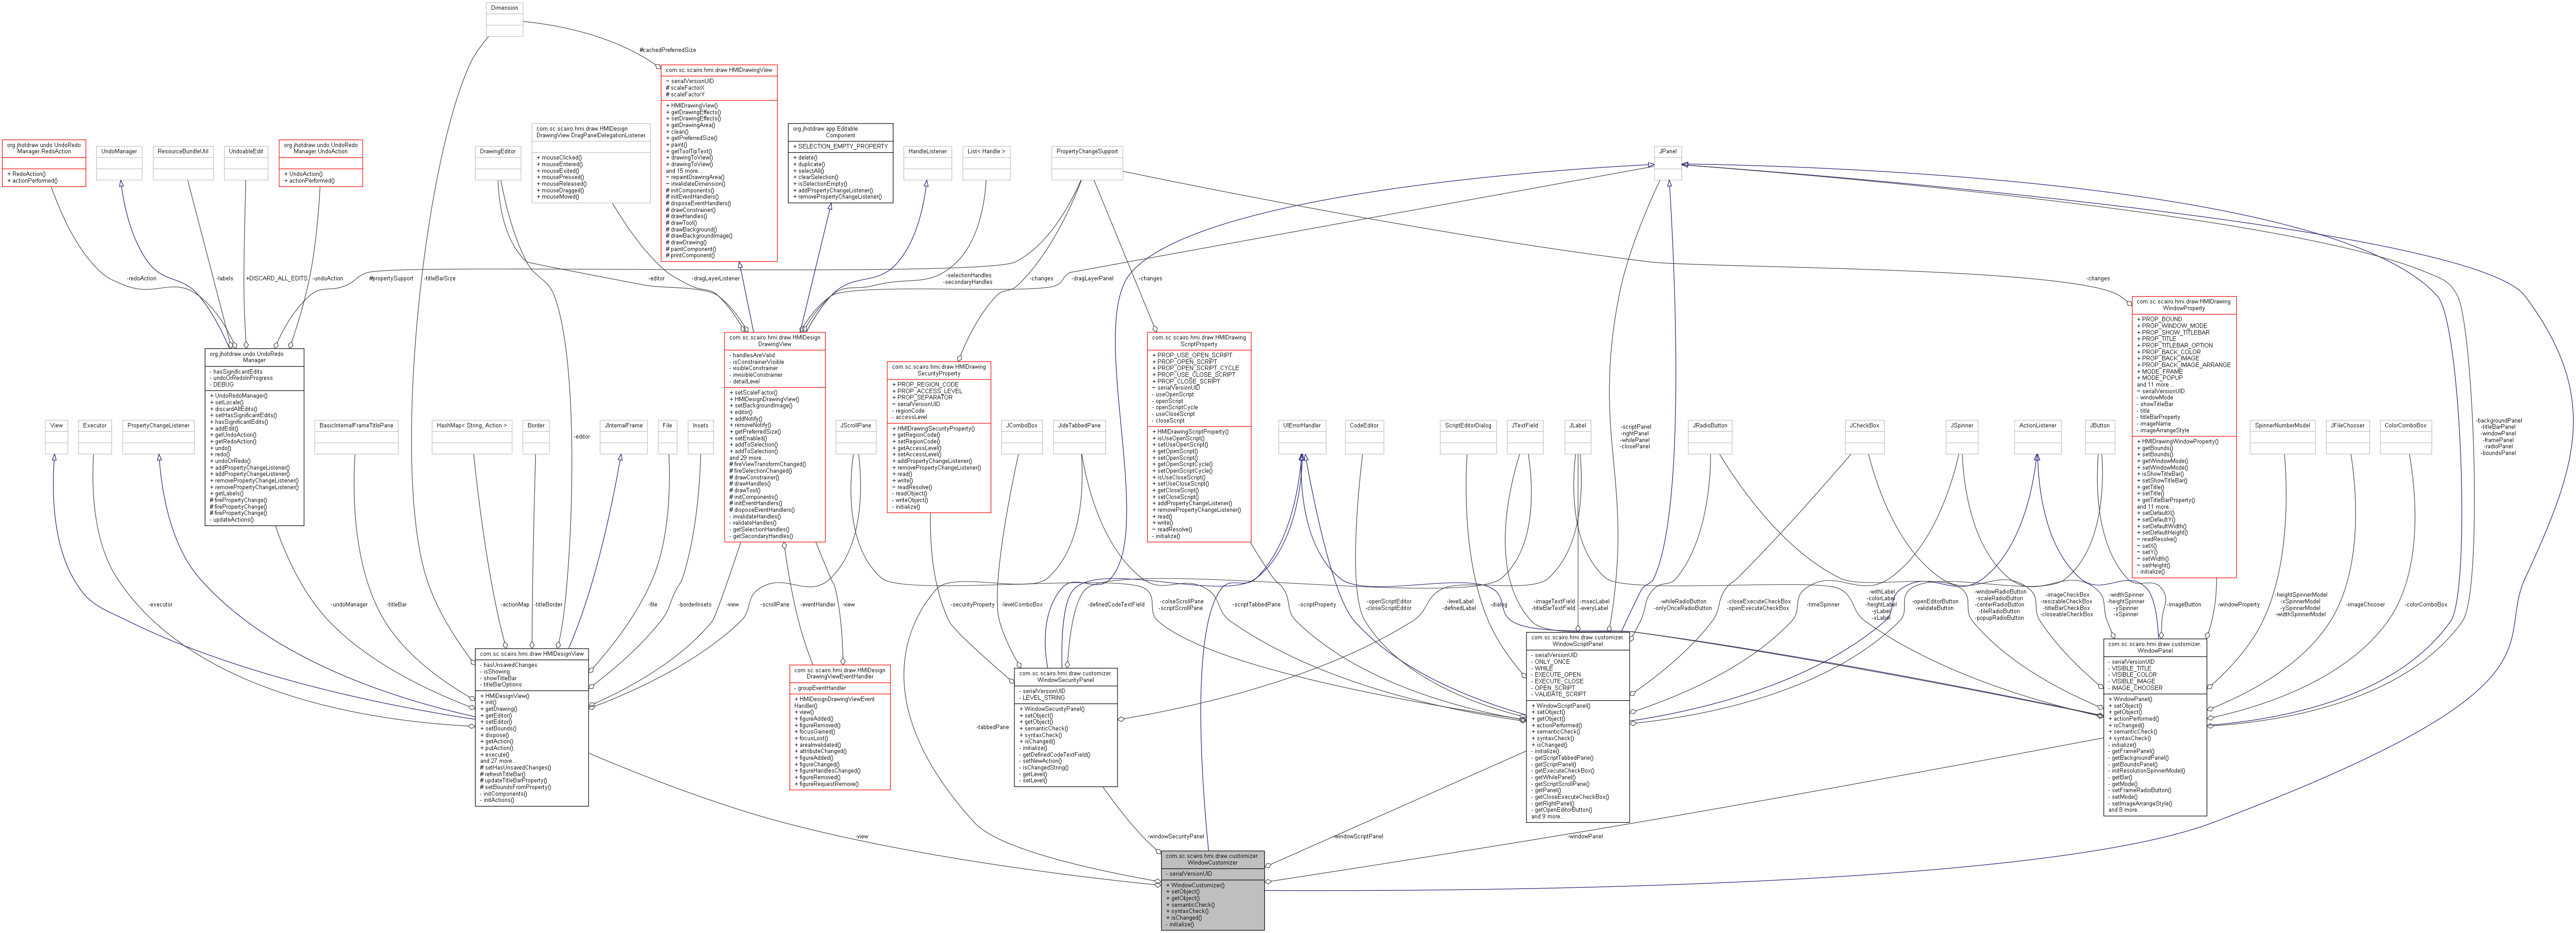 Dimension
#cachedPreferredSize
com.sc.scairo.hmi.draw.HMIDrawingView
~ serialVersionUID
# scaleFactorX
# scaleFactorY
+ HMIDrawingView()
+ getDrawingEffects()
+ setDrawingEffects()
+ getDrawingArea()
+ clean()
+ getPreferredSize()
+ paint()
+ getToolTipText()
+ drawingToView()
+ drawingToView()
and 15 more...
~ repaintDrawingArea()
~ invalidateDimension()
# initComponents()
# initEventHandlers()
# disposeEventHandlers()
# drawConstrainer()
# drawHandles()
# drawTool()
# drawBackground()
# drawBackgroundImage()
# drawDrawing()
# paintComponent()
# printComponent()
org.jhotdraw.undo.UndoRedo
Manager.RedoAction
+ RedoAction()
+ actionPerformed()
UndoManager
ResourceBundleUtil
UndoableEdit
org.jhotdraw.undo.UndoRedo
Manager.UndoAction
+ UndoAction()
+ actionPerformed()
DrawingEditor
com.sc.scairo.hmi.draw.HMIDesign
DrawingView.DragPanelDelegationListener
+ mouseClicked()
+ mouseEntered()
+ mouseExited()
+ mousePressed()
+ mouseReleased()
+ mouseDragged()
+ mouseMoved()
org.jhotdraw.app.Editable
Component
+ SELECTION_EMPTY_PROPERTY
+ delete()
+ duplicate()
+ selectAll()
+ clearSelection()
+ isSelectionEmpty()
+ addPropertyChangeListener()
+ removePropertyChangeListener()
HandleListener
List< Handle >
PropertyChangeSupport
JPanel
-redoAction
-labels
+DISCARD_ALL_EDITS
-undoAction
#propertySupport
-titleBarSize
-editor
-dragLayerListener
-selectionHandles
-secondaryHandles
-changes
-dragLayerPanel
-changes
-changes
org.jhotdraw.undo.UndoRedo
Manager
- hasSignificantEdits
- undoOrRedoInProgress
- DEBUG
+ UndoRedoManager()
+ setLocale()
+ discardAllEdits()
+ setHasSignificantEdits()
+ hasSignificantEdits()
+ addEdit()
+ getUndoAction()
+ getRedoAction()
+ undo()
+ redo()
+ undoOrRedo()
+ addPropertyChangeListener()
+ addPropertyChangeListener()
+ removePropertyChangeListener()
+ removePropertyChangeListener()
+ getLabels()
# firePropertyChange()
# firePropertyChange()
# firePropertyChange()
- updateActions()
com.sc.scairo.hmi.draw.HMIDesign
DrawingView
- handlesAreValid
- isConstrainerVisible
- visibleConstrainer
- invisibleConstrainer
- detailLevel
+ setScaleFactor()
+ HMIDesignDrawingView()
+ setBackgroundImage()
+ editor()
+ addNotify()
+ removeNotify()
+ getPreferredSize()
+ setEnabled()
+ addToSelection()
+ addToSelection()
and 29 more...
# fireViewTransformChanged()
# fireSelectionChanged()
# drawConstrainer()
# drawHandles()
# drawTool()
# initComponents()
# initEventHandlers()
# disposeEventHandlers()
- invalidateHandles()
- validateHandles()
- getSelectionHandles()
- getSecondaryHandles()
com.sc.scairo.hmi.draw.HMIDrawing
SecurityProperty
+ PROP_REGION_CODE
+ PROP_ACCESS_LEVEL
+ PROP_SEPARATOR
~ serialVersionUID
- regionCode
- accessLevel
+ HMIDrawingSecurityProperty()
+ getRegionCode()
+ setRegionCode()
+ getAccessLevel()
+ setAccessLevel()
+ addPropertyChangeListener()
+ removePropertyChangeListener()
+ read()
+ write()
~ readResolve()
- readObject()
- writeObject()
- initialize()
com.sc.scairo.hmi.draw.HMIDrawing
ScriptProperty
+ PROP_USE_OPEN_SCRIPT
+ PROP_OPEN_SCRIPT
+ PROP_OPEN_SCRIPT_CYCLE
+ PROP_USE_CLOSE_SCRIPT
+ PROP_CLOSE_SCRIPT
~ serialVersionUID
- useOpenScript
- openScript
- openScriptCycle
- useCloseScript
- closeScript
+ HMIDrawingScriptProperty()
+ isUseOpenScript()
+ setUseOpenScript()
+ getOpenScript()
+ setOpenScript()
+ getOpenScriptCycle()
+ setOpenScriptCycle()
+ isUseCloseScript()
+ setUseCloseScript()
+ getCloseScript()
+ setCloseScript()
+ addPropertyChangeListener()
+ removePropertyChangeListener()
+ read()
+ write()
~ readResolve()
- initialize()
com.sc.scairo.hmi.draw.HMIDrawing
WindowProperty
+ PROP_BOUND
+ PROP_WINDOW_MODE
+ PROP_SHOW_TITLEBAR
+ PROP_TITLE
+ PROP_TITLEBAR_OPTION
+ PROP_BACK_COLOR
+ PROP_BACK_IMAGE
+ PROP_BACK_IMAGE_ARRANGE
+ MODE_FRAME
+ MODE_POPUP
and 11 more...
~ serialVersionUID
- windowMode
- showTitleBar
- title
- titleBarProperty
- imageName
- imageArrangeStyle
+ HMIDrawingWindowProperty()
+ getBounds()
+ setBounds()
+ getWindowMode()
+ setWindowMode()
+ isShowTitleBar()
+ setShowTitleBar()
+ getTitle()
+ setTitle()
+ getTitleBarProperty()
and 11 more...
+ setDefaultX()
+ setDefaultY()
+ setDefaultWidth()
+ setDefaultHeight()
~ readResolve()
~ setX()
~ setY()
~ setWidth()
~ setHeight()
- initialize()
View
Executor
PropertyChangeListener
BasicInternalFrameTitlePane
HashMap< String, Action >
Border
-editor
JInternalFrame
File
Insets
JScrollPane
JComboBox
JideTabbedPane
UIErrorHandler
CodeEditor
ScriptEditorDialog
JTextField
JLabel
-scriptPanel
-rightPanel
-whilePanel
-closePanel
JRadioButton
JCheckBox
JSpinner
ActionListener
JButton
SpinnerNumberModel
JFileChooser
ColorComboBox
-backgroundPanel
-titleBarPanel
-windowPanel
-framePanel
-radioPanel
-boundsPanel
-executor
-undoManager
-titleBar
-actionMap
-titleBorder
-file
-borderInsets
-view
-scrollPane
-eventHandler
-view
-securityProperty
-levelComboBox
-definedCodeTextField
-coloseScrollPane
-scriptScrollPane
-scriptTabbedPane
-scriptProperty
-openScriptEditor
-closeScriptEditor
-levelLabel
-definedLabel
-dialog
-imageTextField
-titleBarTextField
-msecLabel
-everyLabel
-whileRadioButton
-onlyOnceRadioButton
-closeExecuteCheckBox
-openExecuteCheckBox
-timeSpinner
-withLabel
-colorLabel
-heightLabel
-yLabel
-xLabel
-openEditorButton
-validateButton
-windowRadioButton
-scaleRadioButton
-centerRadioButton
-tileRadioButton
-popupRadioButton
-imageCheckBox
-resizableCheckBox
-titleBarCheckBox
-closeableCheckBox
-widthSpinner
-heightSpinner
-ySpinner
-xSpinner
-imageButton
-windowProperty
-heightSpinnerModel
-xSpinnerModel
-ySpinnerModel
-widthSpinnerModel
-imageChooser
-colorComboBox
com.sc.scairo.hmi.draw.HMIDesignView
- hasUnsavedChanges
- isShowing
- showTitleBar
- titleBarOptions
+ HMIDesignView()
+ init()
+ getDrawing()
+ getEditor()
+ setEditor()
+ setBounds()
+ dispose()
+ getAction()
+ putAction()
+ execute()
and 27 more...
# setHasUnsavedChanges()
# refreshTitleBar()
# updateTitleBarProperty()
# setBoundsFromProperty()
- initComponents()
- initActions()
com.sc.scairo.hmi.draw.HMIDesign
DrawingViewEventHandler
- groupEventHandler
+ HMIDesignDrawingViewEvent
Handler()
+ view()
+ figureAdded()
+ figureRemoved()
+ focusGained()
+ focusLost()
+ areaInvalidated()
+ attributeChanged()
+ figureAdded()
+ figureChanged()
+ figureHandlesChanged()
+ figureRemoved()
+ figureRequestRemove()
com.sc.scairo.hmi.draw.customizer.
WindowSecurityPanel
- serialVersionUID
- LEVEL_STRING
+ WindowSecurityPanel()
+ setObject()
+ getObject()
+ semanticCheck()
+ syntaxCheck()
+ isChanged()
- initialize()
- getDefinedCodeTextField()
- setNewAction()
- isChangedString()
- getLevel()
- setLevel()
com.sc.scairo.hmi.draw.customizer.
WindowScriptPanel
- serialVersionUID
- ONLY_ONCE
- WHILE
- EXECUTE_OPEN
- EXECUTE_CLOSE
- OPEN_SCRIPT
- VALIDATE_SCRIPT
+ WindowScriptPanel()
+ setObject()
+ getObject()
+ actionPerformed()
+ semanticCheck()
+ syntaxCheck()
+ isChanged()
- initialize()
- getScriptTabbedPane()
- getScriptPanel()
- getExecuteCheckBox()
- getWhilePanel()
- getScriptScrollPane()
- getPanel()
- getCloseExecuteCheckBox()
- getRightPanel()
- getOpenEditorButton()
and 9 more...
com.sc.scairo.hmi.draw.customizer.
WindowPanel
- serialVersionUID
- VISIBLE_TITLE
- VISIBLE_COLOR
- VISIBLE_IMAGE
- IMAGE_CHOOSER
+ WindowPanel()
+ setObject()
+ getObject()
+ actionPerformed()
+ isChanged()
+ semanticCheck()
+ syntaxCheck()
- initialize()
- getFramePanel()
- getBackgroundPanel()
- getBoundsPanel()
- initResolutionSpinnerModel()
- getBar()
- getMode()
- setFrameRadioButton()
- setMode()
- setImageArrangeStyle()
and 8 more...
-tabbedPane
-view
-windowSecurityPanel
-windowScriptPanel
-windowPanel
com.sc.scairo.hmi.draw.customizer.
WindowCustomizer
- serialVersionUID
+ WindowCustomizer()
+ setObject()
+ getObject()
+ semanticCheck()
+ syntaxCheck()
+ isChanged()
- initialize()